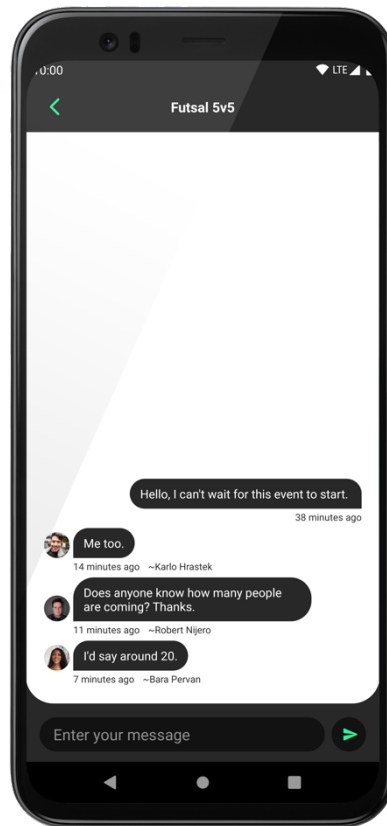 10:00 LTE
Futsal 5v5
Hello, I can't wait for this event to start.
38 minutes ago
Me too.
14 minutes ago ~Karlo Hrastek
Does anyone know how many people
are coming? Thanks.
11 minutes ago ~Robert Nijero
I'd say around 20.
7 minutes ago ~Bara Pervan
Enter your message